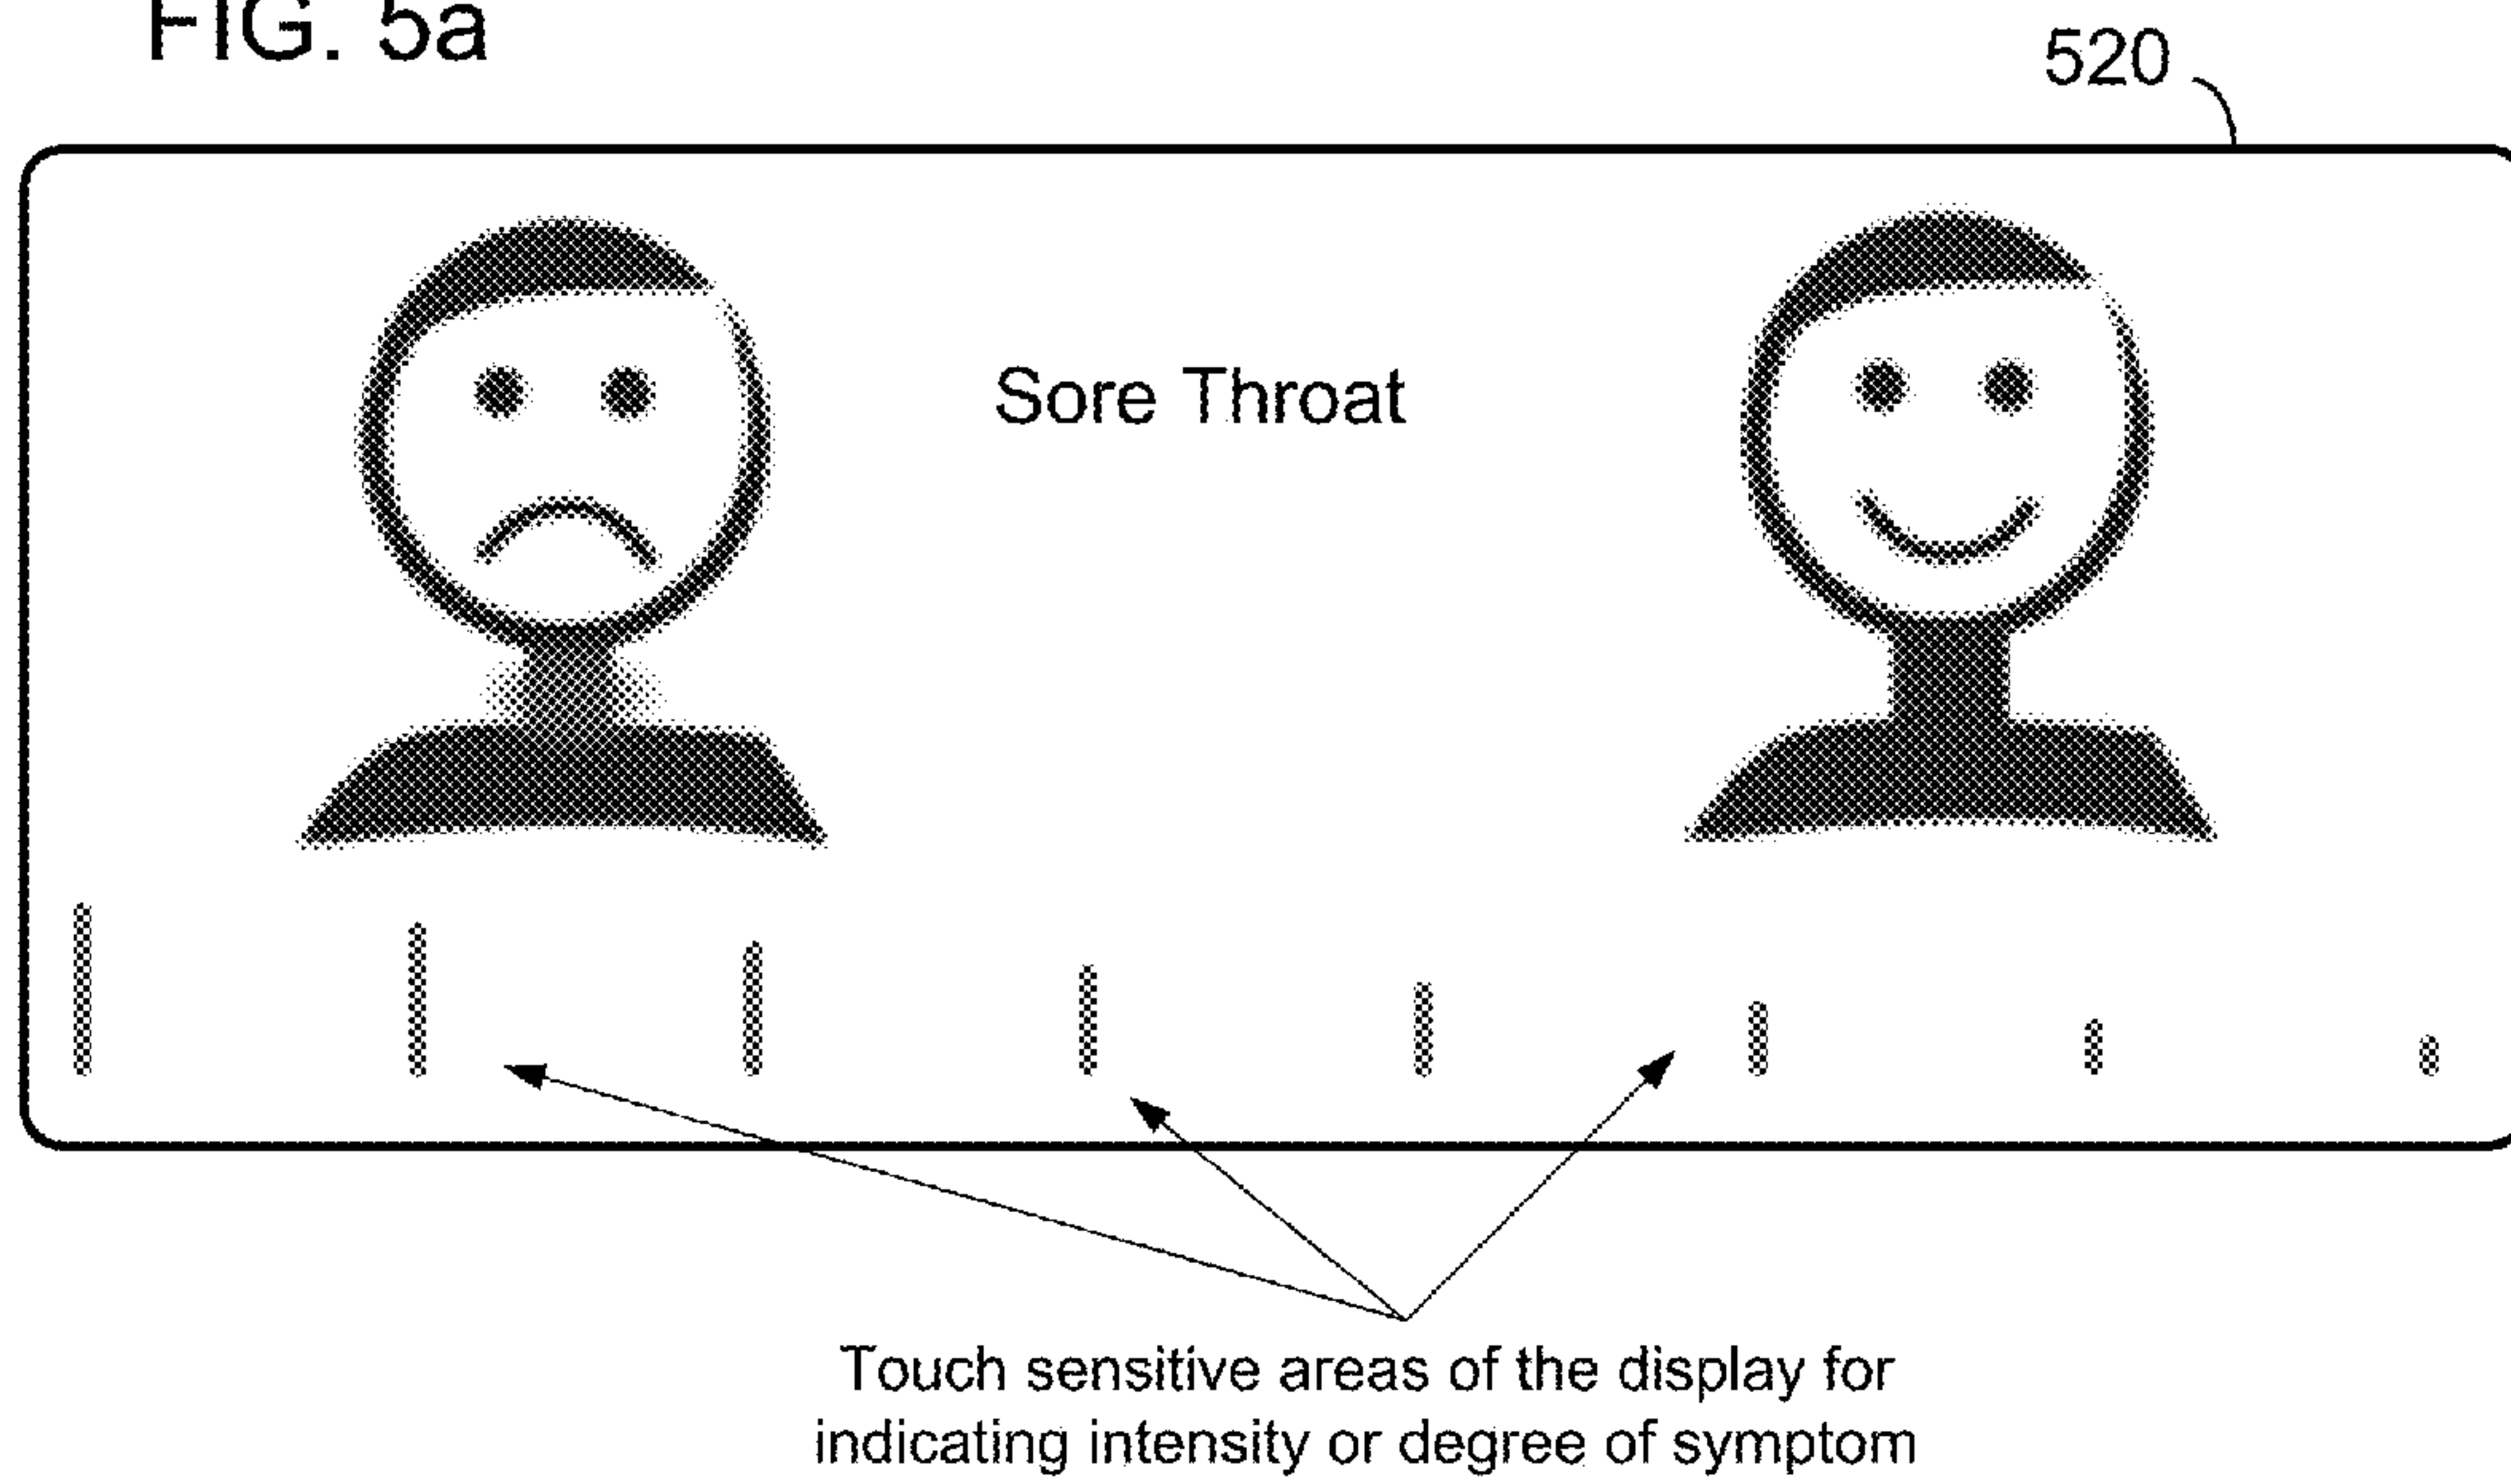 FIG. 5a
520
Sore Throat
Touch sensitive areas of the display for
indicating intensity or degree of symptom